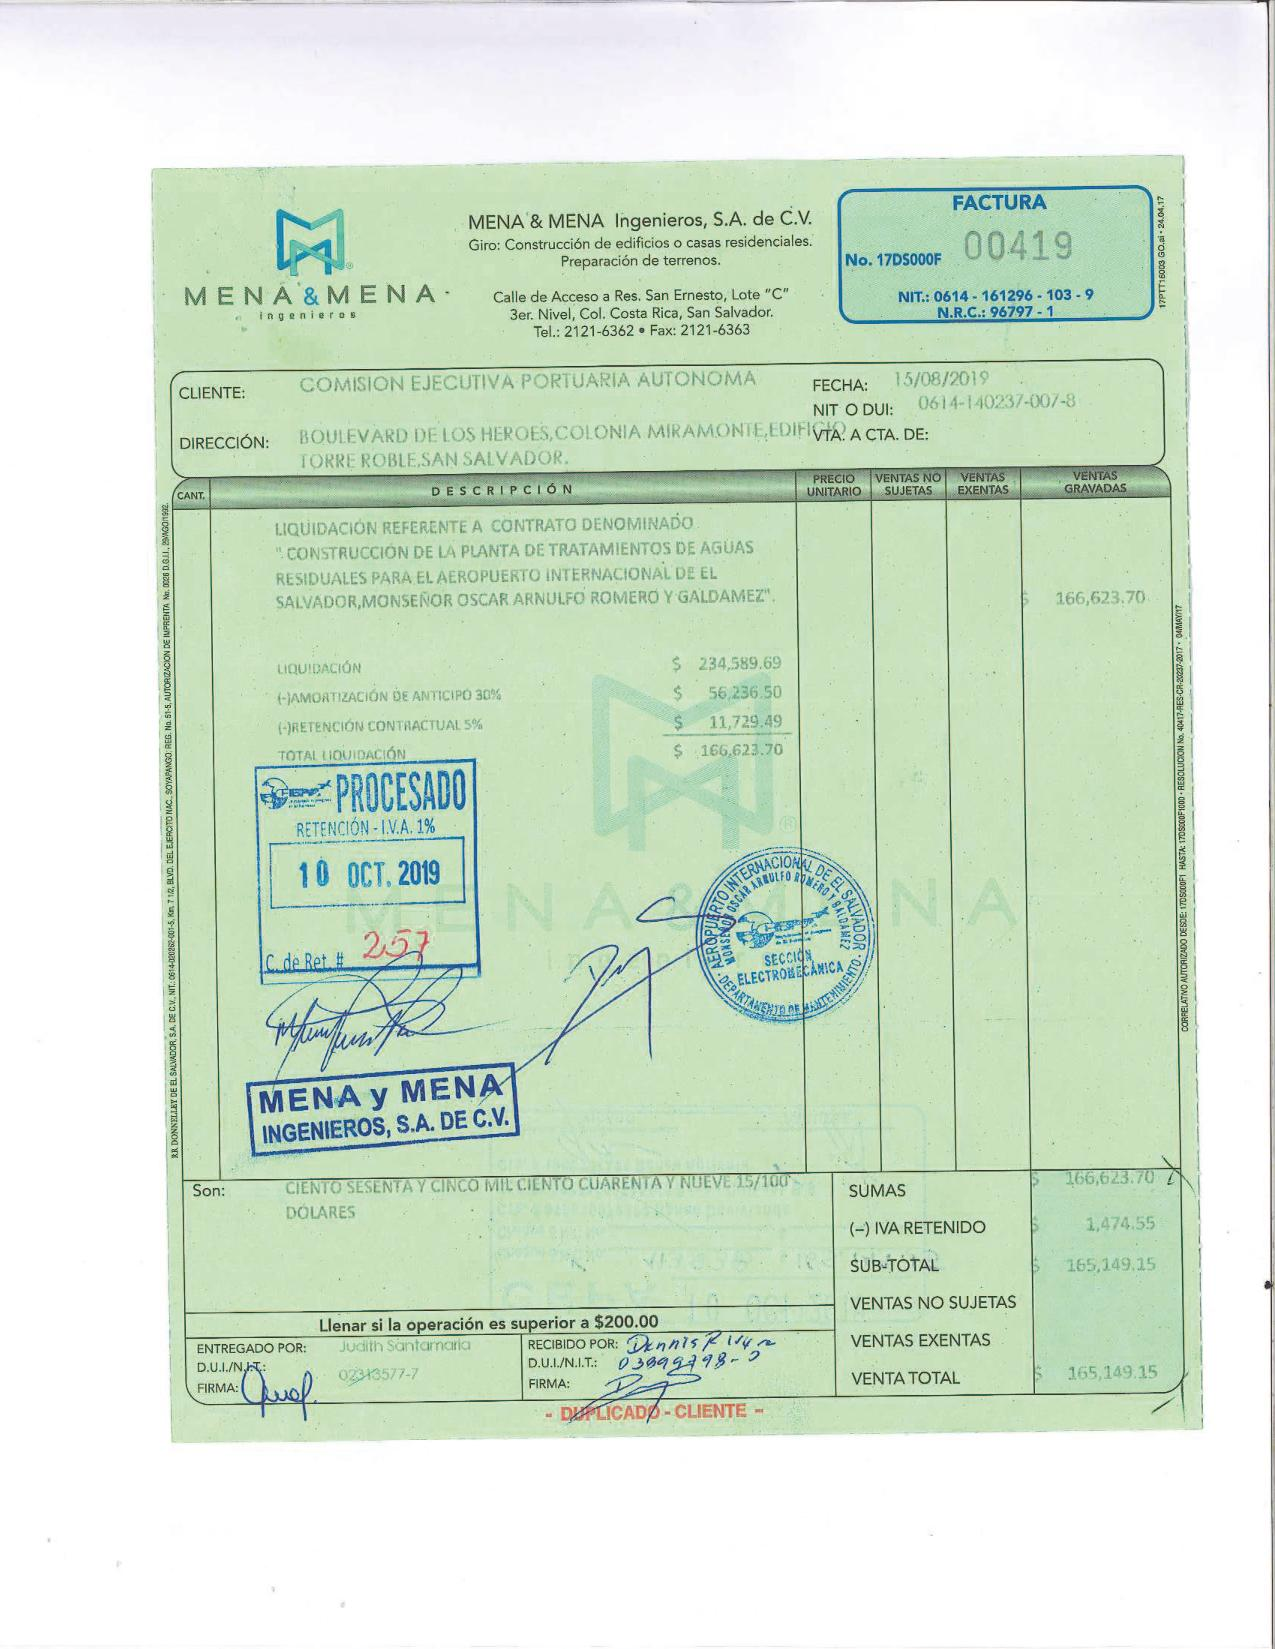 MENA & MENA
ingenieros
MENA & MENA Ingenieros, S.A. de C.V.
Giro: Construcción de edificios o casas residenciales.
Preparación de terrenos.
Calle de Acceso a Res. San Ernesto, Lote "C"
3er. Nivel, Col. Costa Rica, San Salvador.
Tel.: 2121-6362 • Fax: 2121-6363
FACTURA
No. 17DS000F 00419
NIT.: 0614 - 161296 - 103 - 9
N.R.C.: 96797 - 1
17PTT16003 GO.ai • 24.04.17
CLIENTE: COMISION EJECUTIVA PORTUARIA AUTONOMA
FECHA: 15/08/2019
NIT O DUI: 0614-140237-007-8
DIRECCIÓN: BOULEVARD DE LOS HEROES,COLONIA MIRAMONTE,EDIFICIO
VTA. A CTA. DE:
TORRE ROBLE,SAN SALVADOR.
CANT. DESCRIPCIÓN PRECIO UNITARIO VENTAS NO SUJETAS VENTAS EXENTAS VENTAS GRAVADAS
LIQUIDACIÓN REFERENTE A CONTRATO DENOMINADO
" CONSTRUCCIÓN DE LA PLANTA DE TRATAMIENTOS DE AGUAS
RESIDUALES PARA EL AEROPUERTO INTERNACIONAL DE EL
SALVADOR,MONSEÑOR OSCAR ARNULFO ROMERO Y GALDAMEZ". $ 166,623.70
LIQUIDACIÓN $ 234,589.69
(-)AMORTIZACIÓN DE ANTICIPO 30% $ 56,236.50
(-)RETENCIÓN CONTRACTUAL 5% $ 11,729.49
TOTAL LIQUIDACIÓN $ 166,623.70
PROCESADO
RETENCIÓN - I.V.A. 1%
10 OCT. 2019
C. de Ret. # 257
MENA & MENA
AEROPUERTO INTERNACIONAL DE EL SALVADOR
MONSEÑOR OSCAR ARNULFO ROMERO Y GALDAMEZ
SECCIÓN
ELECTROMECÁNICA
DEPARTAMENTO DE MANTENIMIENTO
MENA y MENA
INGENIEROS, S.A. DE C.V.
Son: CIENTO SESENTA Y CINCO MIL CIENTO CUARENTA Y NUEVE 15/100
DOLARES
SUMAS $ 166,623.70
(–) IVA RETENIDO $ 1,474.55
SUB-TOTAL $ 165,149.15
VENTAS NO SUJETAS
VENTAS EXENTAS
VENTA TOTAL $ 165,149.15
Llenar si la operación es superior a $200.00
ENTREGADO POR: Judith Santamaria
D.U.I./N.I.T.: 02313577-7
FIRMA:
RECIBIDO POR: Dennis Rivera
D.U.I./N.I.T.:
FIRMA:
- DUPLICADO - CLIENTE -